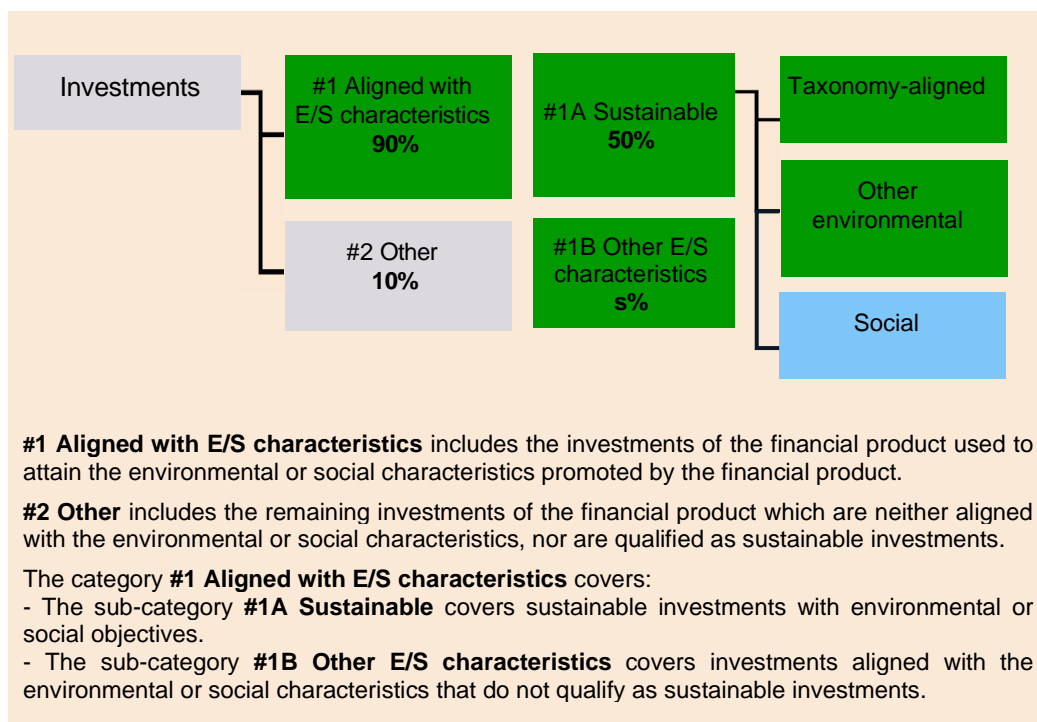 Investments
#1 Aligned with
E/S characteristics
90%
#2 Other
10%
#1A Sustainable
50%
#1B Other E/S
characteristics
s%
Taxonomy-aligned
Other
environmental
Social
#1 Aligned with E/S characteristics includes the investments of the financial product used to
attain the environmental or social characteristics promoted by the financial product.
#2 Other includes the remaining investments of the financial product which are neither aligned
with the environmental or social characteristics, nor are qualified as sustainable investments.
The category #1 Aligned with E/S characteristics covers:
- The sub-category #1A Sustainable covers sustainable investments with environmental or
social objectives.
- The sub-category #1B Other E/S characteristics covers investments aligned with the
environmental or social characteristics that do not qualify as sustainable investments.